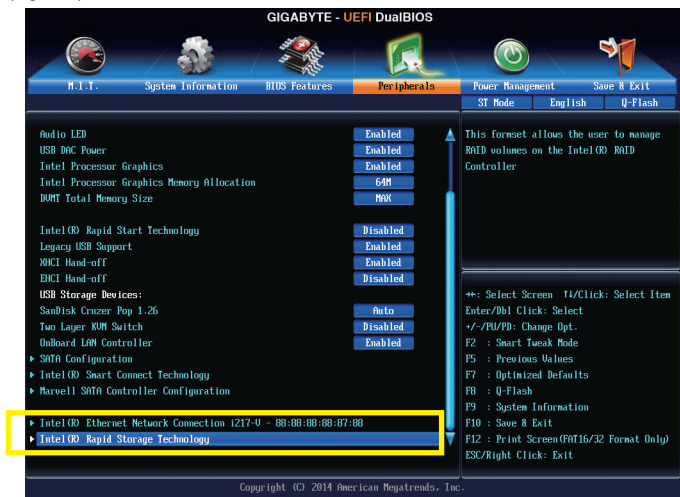 GIGABYTE - UEFI DualBIOS
M.I.T. System Information BIOS Features Peripherals Power Management Save & Exit
ST Mode English Q-Flash
Audio LED Enabled
USB DAC Power Enabled
Intel Processor Graphics Enabled
Intel Processor Graphics Memory Allocation 64M
DVMT Total Memory Size MAX
Intel(R) Rapid Start Technology Disabled
Legacy USB Support Enabled
XHCI Hand-off Enabled
EHCI Hand-off Disabled
USB Storage Devices:
SanDisk Cruzer Pop 1.26 Auto
Two Layer KVM Switch Disabled
OnBoard LAN Controller Enabled
SATA Configuration
Intel(R) Smart Connect Technology
Marvell SATA Controller Configuration
Intel(R) Ethernet Network Connection i217-V - 88:88:88:88:87:88
Intel(R) Rapid Storage Technology
This formset allows the user to manage
RAID volumes on the Intel(R) RAID
Controller
→←: Select Screen ↑↓/Click: Select Item
Enter/Dbl Click: Select
+/-/PU/PD: Change Opt.
F2 : Smart Tweak Mode
F5 : Previous Values
F7 : Optimized Defaults
F8 : Q-Flash
F9 : System Information
F10 : Save & Exit
F12 : Print Screen(FAT16/32 Format Only)
ESC/Right Click: Exit
Copyright (C) 2014 American Megatrends, Inc.